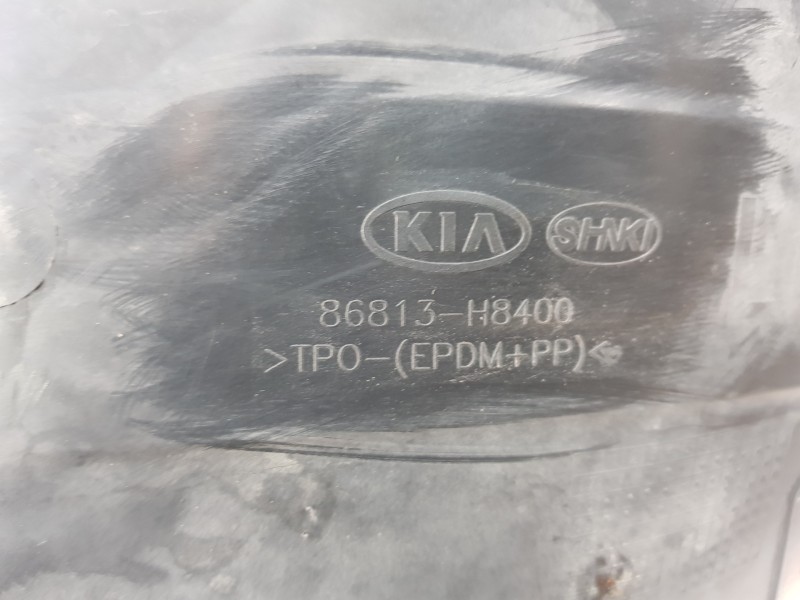 KIA SHNKI
86813-H8400
>TPO-(EPDM+PP)<